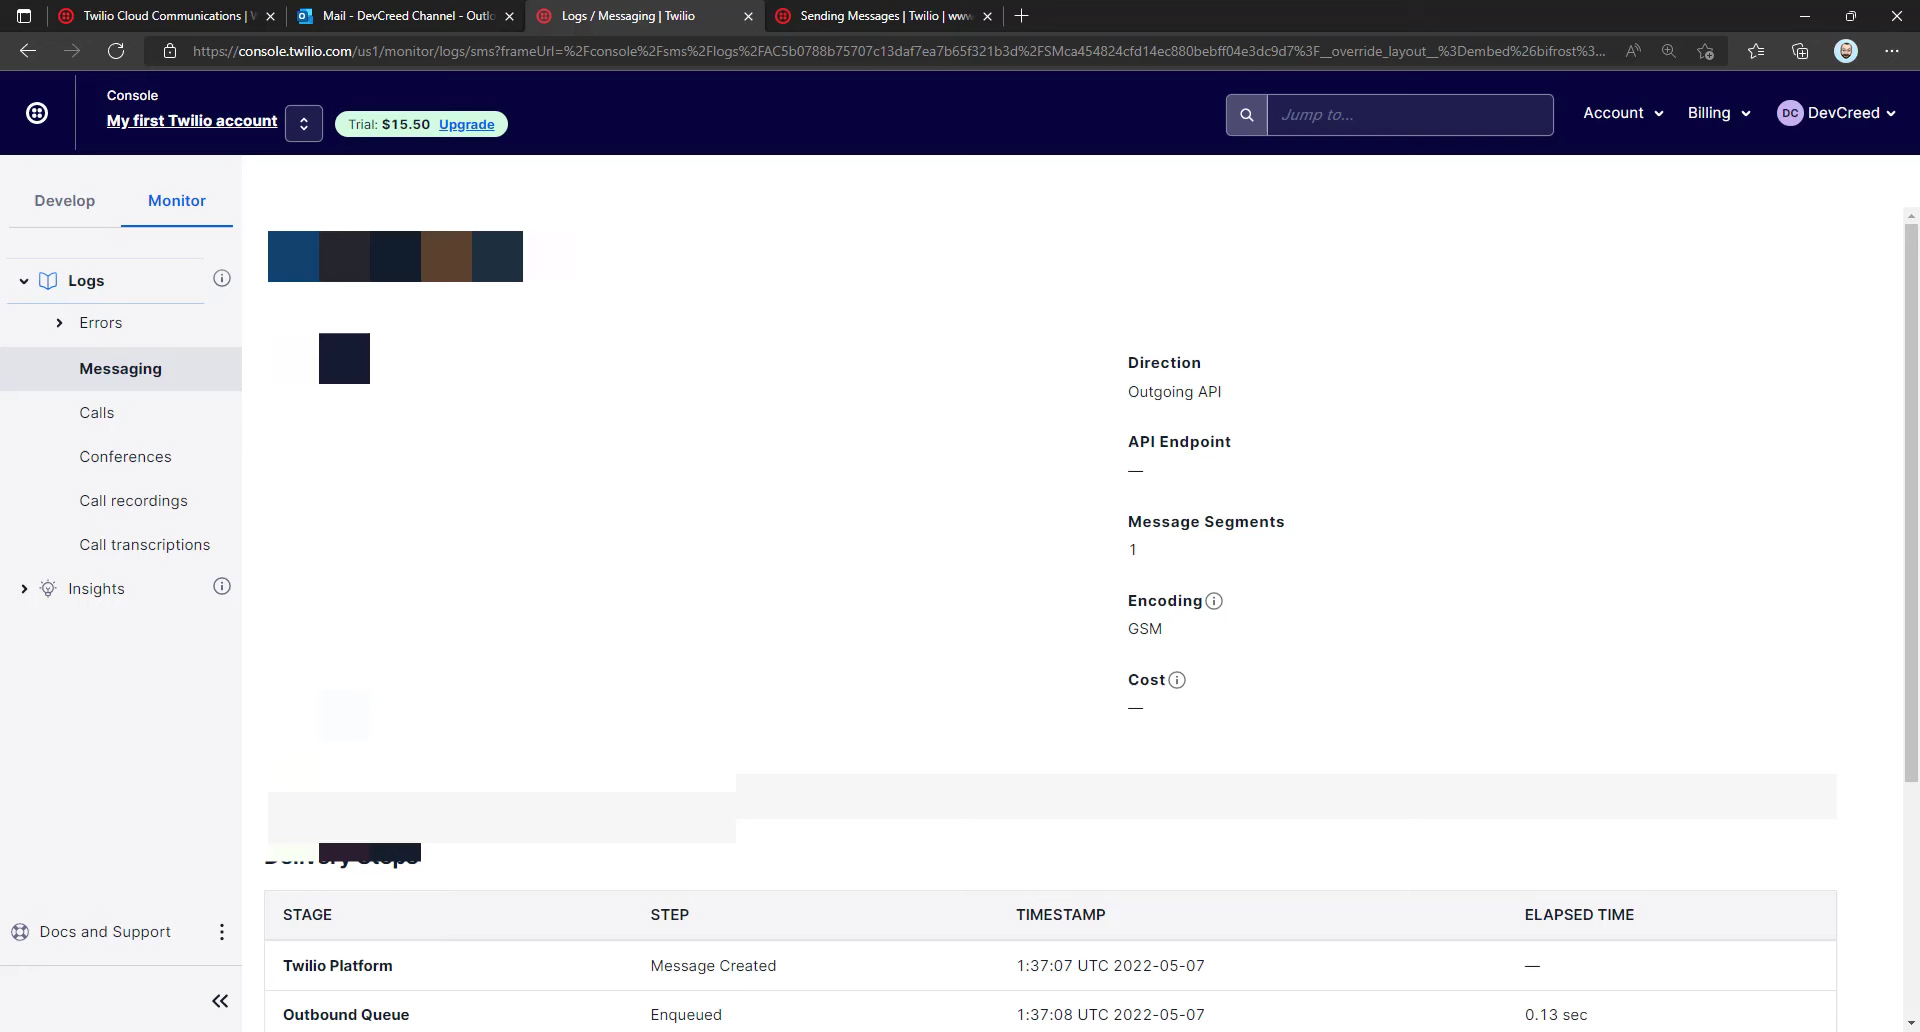 Twilio Cloud Communications | W
Mail - DevCreed Channel - Outlo
Logs / Messaging | Twilio
Sending Messages | Twilio | www
https://console.twilio.com/us1/monitor/logs/sms?frameUrl=%2Fconsole%2Fsms%2Flogs%2FAC5b0788b75707c13daf7ea7b65f321b3d%2FSMca454824cfd14ec880bebff04e3dc9d7%3F__override_layout__%3Dembed%26bifrost%3...
Console
My first Twilio account
Trial: $15.50 Upgrade
Jump to...
Account
Billing
DC DevCreed
Develop
Monitor
Logs
Errors
Messaging
Calls
Conferences
Call recordings
Call transcriptions
Insights
Docs and Support
Direction
Outgoing API
API Endpoint
—
Message Segments
1
Encoding
GSM
Cost
—
Delivery Steps
STAGE STEP TIMESTAMP ELAPSED TIME
Twilio Platform Message Created 1:37:07 UTC 2022-05-07 —
Outbound Queue Enqueued 1:37:08 UTC 2022-05-07 0.13 sec